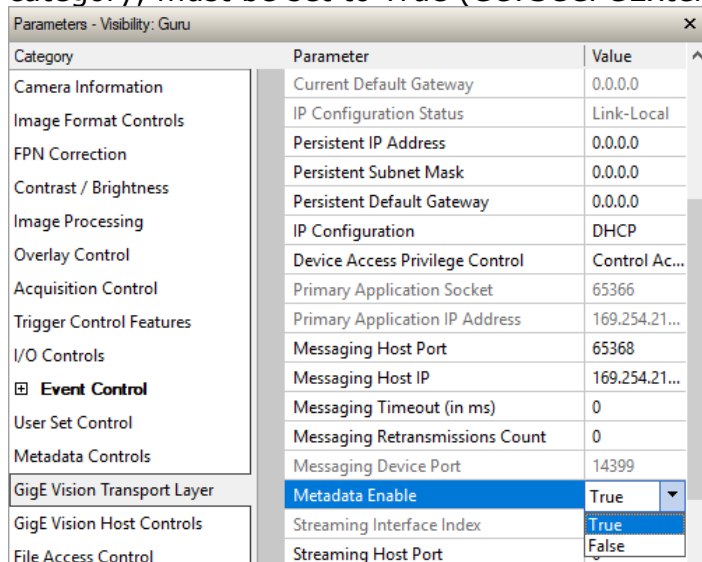 category, must be set to True
Parameters - Visibility: Guru ×
Category Parameter Value
Camera Information Current Default Gateway 0.0.0.0
Image Format Controls IP Configuration Status Link-Local
FPN Correction Persistent IP Address 0.0.0.0
Contrast / Brightness Persistent Subnet Mask 0.0.0.0
Image Processing Persistent Default Gateway 0.0.0.0
Overlay Control IP Configuration DHCP
Acquisition Control Device Access Privilege Control Control Ac...
Trigger Control Features Primary Application Socket 65366
I/O Controls Primary Application IP Address 169.254.21...
Event Control Messaging Host Port 65368
User Set Control Messaging Host IP 169.254.21...
Metadata Controls Messaging Timeout (in ms) 0
GigE Vision Transport Layer Messaging Retransmissions Count 0
GigE Vision Host Controls Messaging Device Port 14399
File Access Control Metadata Enable True
Streaming Interface Index True
Streaming Host Port False